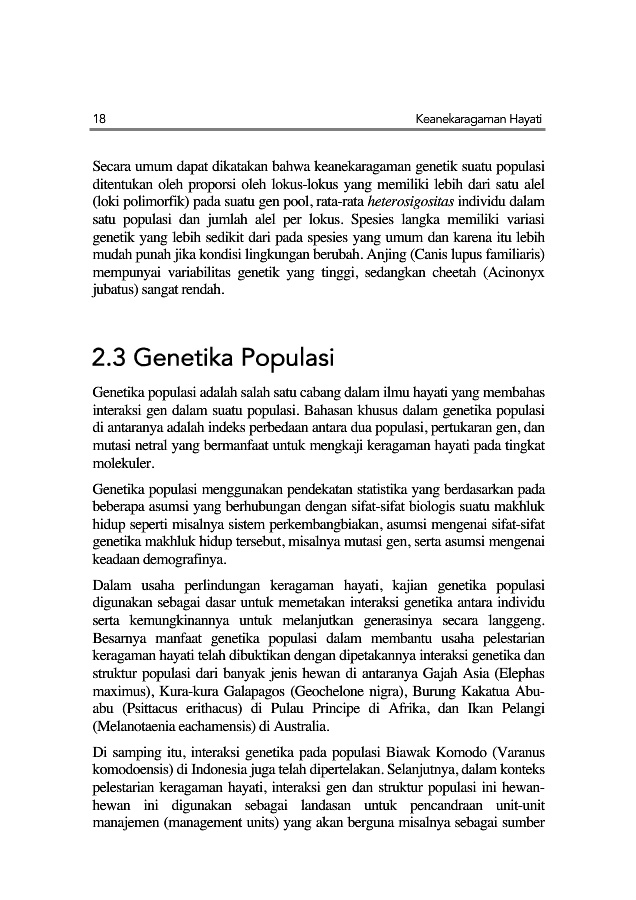 18 Keanekaragaman Hayati
Secara umum dapat dikatakan bahwa keanekaragaman genetik suatu populasi
ditentukan oleh proporsi oleh lokus-lokus yang memiliki lebih dari satu alel
(loki polimorfik) pada suatu gen pool, rata-rata heterosigositas individu dalam
satu populasi dan jumlah alel per lokus. Spesies langka memiliki variasi
genetik yang lebih sedikit dari pada spesies yang umum dan karena itu lebih
mudah punah jika kondisi lingkungan berubah. Anjing (Canis lupus familiaris)
mempunyai variabilitas genetik yang tinggi, sedangkan cheetah (Acinonyx
jubatus) sangat rendah.
2.3 Genetika Populasi
Genetika populasi adalah salah satu cabang dalam ilmu hayati yang membahas
interaksi gen dalam suatu populasi. Bahasan khusus dalam genetika populasi
di antaranya adalah indeks perbedaan antara dua populasi, pertukaran gen, dan
mutasi netral yang bermanfaat untuk mengkaji keragaman hayati pada tingkat
molekuler.
Genetika populasi menggunakan pendekatan statistika yang berdasarkan pada
beberapa asumsi yang berhubungan dengan sifat-sifat biologis suatu makhluk
hidup seperti misalnya sistem perkembangbiakan, asumsi mengenai sifat-sifat
genetika makhluk hidup tersebut, misalnya mutasi gen, serta asumsi mengenai
keadaan demografinya.
Dalam usaha perlindungan keragaman hayati, kajian genetika populasi
digunakan sebagai dasar untuk memetakan interaksi genetika antara individu
serta kemungkinannya untuk melanjutkan generasinya secara langgeng.
Besarnya manfaat genetika populasi dalam membantu usaha pelestarian
keragaman hayati telah dibuktikan dengan dipetakannya interaksi genetika dan
struktur populasi dari banyak jenis hewan di antaranya Gajah Asia (Elephas
maximus), Kura-kura Galapagos (Geochelone nigra), Burung Kakatua Abu-
abu (Psittacus erithacus) di Pulau Principe di Afrika, dan Ikan Pelangi
(Melanotaenia eachamensis) di Australia.
Di samping itu, interaksi genetika pada populasi Biawak Komodo (Varanus
komodoensis) di Indonesia juga telah dipertelakan. Selanjutnya, dalam konteks
pelestarian keragaman hayati, interaksi gen dan struktur populasi ini hewan-
hewan ini digunakan sebagai landasan untuk pencandraan unit-unit
manajemen (management units) yang akan berguna misalnya sebagai sumber